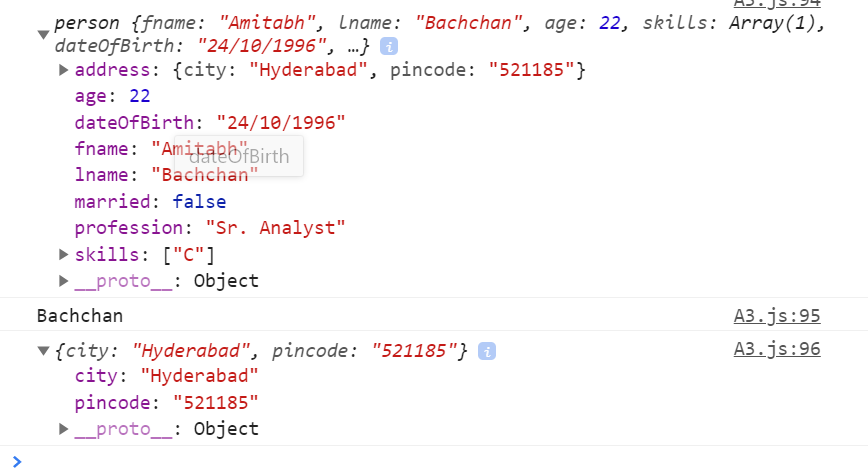 A3.js:94
person {fname: "Amitabh", lname: "Bachchan", age: 22, skills: Array(1),
dateOfBirth: "24/10/1996", …} i
address: {city: "Hyderabad", pincode: "521185"}
age: 22
dateOfBirth: "24/10/1996"
fname: "Amitabh"
dateOfBirth
lname: "Bachchan"
married: false
profession: "Sr. Analyst"
skills: ["C"]
__proto__: Object
Bachchan A3.js:95
{city: "Hyderabad", pincode: "521185"} i A3.js:96
city: "Hyderabad"
pincode: "521185"
__proto__: Object
>